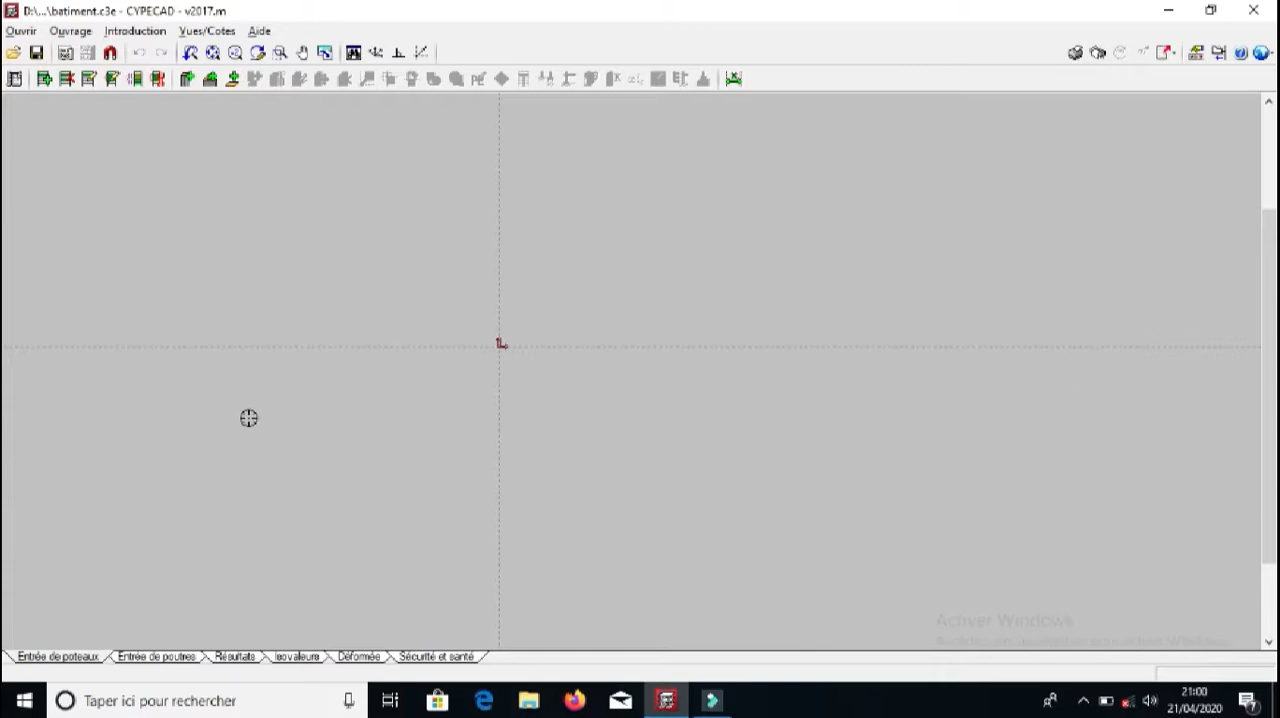 D:\...\batiment.c3e - CYPECAD - v2017.m
Ouvrir Ouvrage Introduction Vues/Cotes Aide
Activer Windows
Entrée de poteaux Entrée de poutres Résultats Isovaleurs Déformée Sécurité et santé
Taper ici pour rechercher
21:00
21/04/2020
7